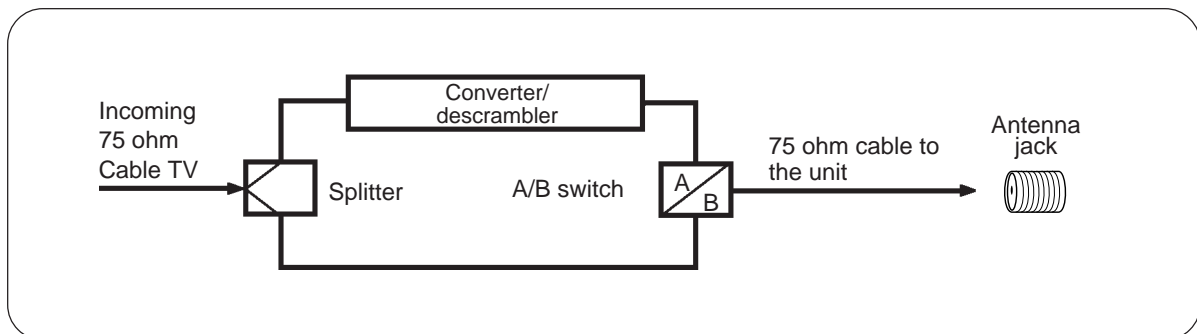 Incoming
75 ohm
Cable TV
Splitter
Converter/
descrambler
A/B switch
A
B
75 ohm cable to
the unit
Antenna
jack